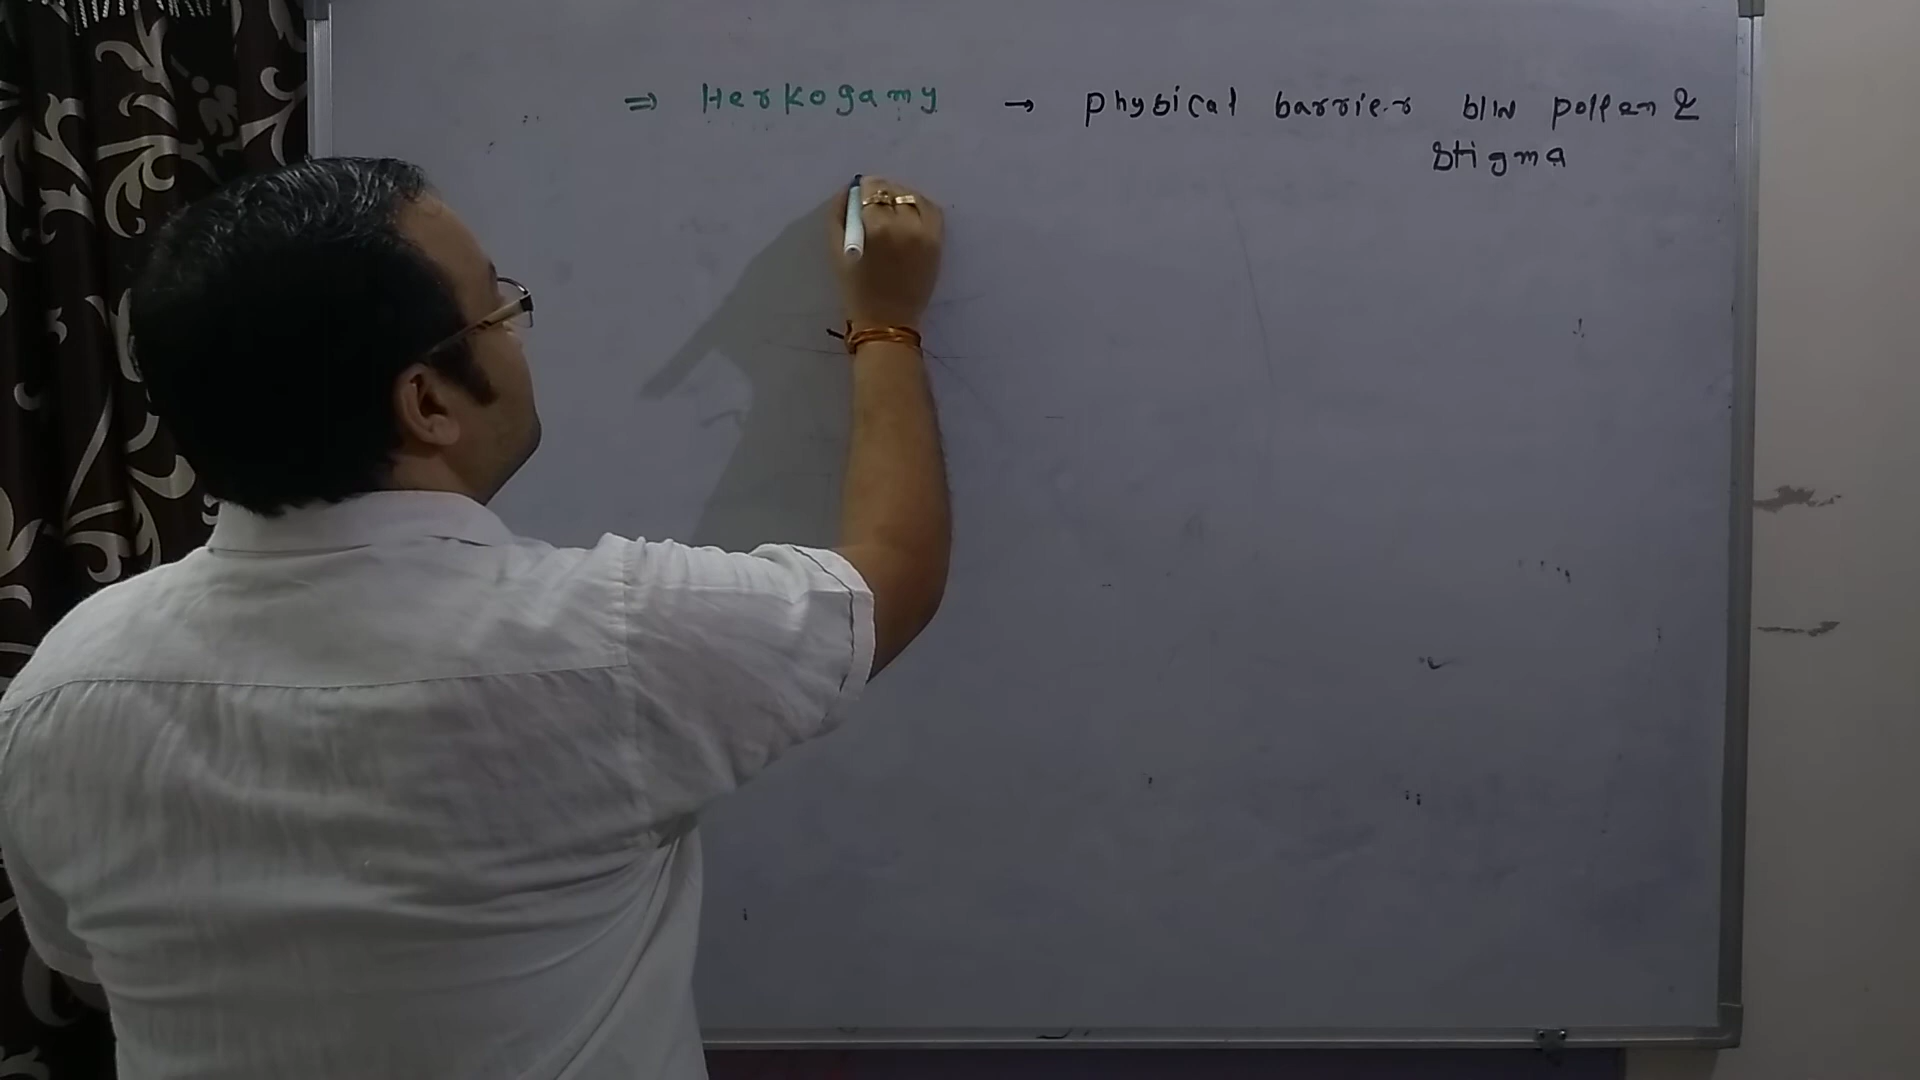 ⇒ Herkogamy → Physical barrier b/w pollen &
Stigma